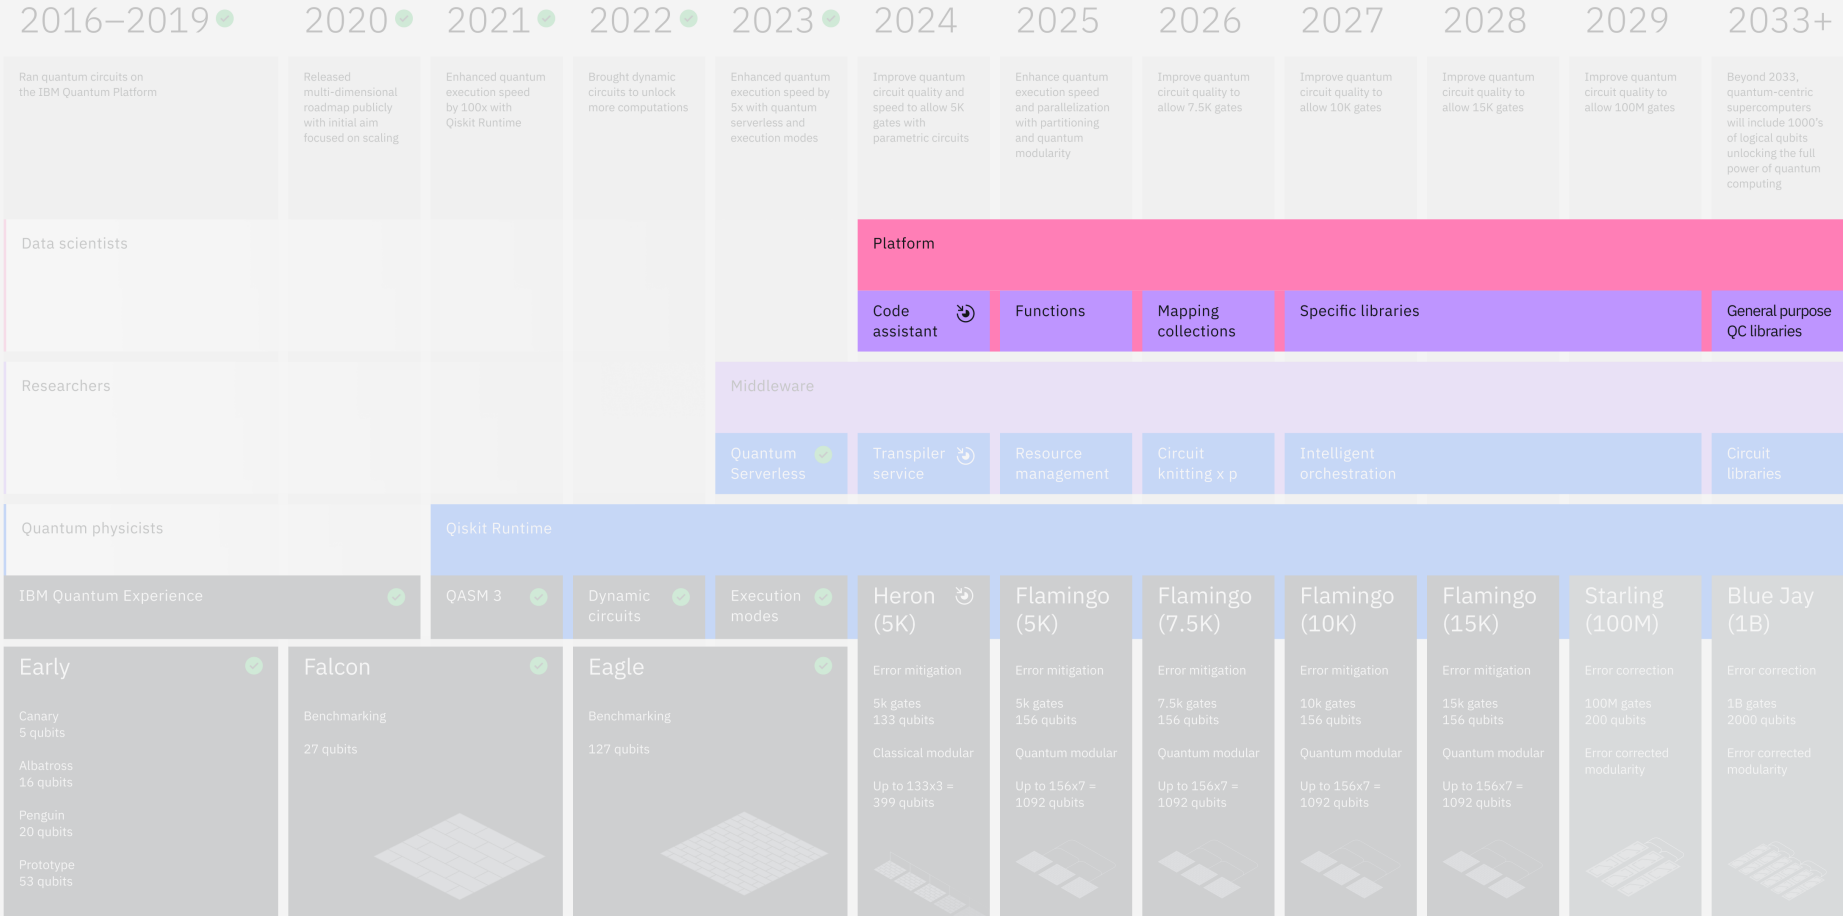 2016–2019
2020
2021
2022
2023
2024
2025
2026
2027
2028
2029
2033+
Ran quantum circuits on
the IBM Quantum Platform
Released
multi-dimensional
roadmap publicly
with initial aim
focused on scaling
Enhanced quantum
execution speed
by 100x with
Qiskit Runtime
Brought dynamic
circuits to unlock
more computations
Enhanced quantum
execution speed by
5x with quantum
serverless and
execution modes
Improve quantum
circuit quality and
speed to allow 5K
gates with
parametric circuits
Enhance quantum
execution speed
and parallelization
with partitioning
and quantum
modularity
Improve quantum
circuit quality to
allow 7.5K gates
Improve quantum
circuit quality to
allow 10K gates
Improve quantum
circuit quality to
allow 15K gates
Improve quantum
circuit quality to
allow 100M gates
Beyond 2033,
quantum-centric
supercomputers
will include 1000's
of logical qubits
unlocking the full
power of quantum
computing
Data scientists
Platform
Code
assistant
Functions
Mapping
collections
Specific libraries
General purpose
QC libraries
Researchers
Middleware
Quantum
Serverless
Transpiler
service
Resource
management
Circuit
knitting x p
Intelligent
orchestration
Circuit
libraries
Quantum physicists
Qiskit Runtime
IBM Quantum Experience
QASM 3
Dynamic
circuits
Execution
modes
Heron
(5K)
Flamingo
(5K)
Flamingo
(7.5K)
Flamingo
(10K)
Flamingo
(15K)
Starling
(100M)
Blue Jay
(1B)
Early
Canary
5 qubits
Albatross
16 qubits
Penguin
20 qubits
Prototype
53 qubits
Falcon
Benchmarking
27 qubits
Eagle
Benchmarking
127 qubits
Error mitigation
5k gates
133 qubits
Classical modular
Up to 133x3 =
399 qubits
Error mitigation
5k gates
156 qubits
Quantum modular
Up to 156x7 =
1092 qubits
Error mitigation
7.5k gates
156 qubits
Quantum modular
Up to 156x7 =
1092 qubits
Error mitigation
10k gates
156 qubits
Quantum modular
Up to 156x7 =
1092 qubits
Error mitigation
15k gates
156 qubits
Quantum modular
Up to 156x7 =
1092 qubits
Error correction
100M gates
200 qubits
Error corrected
modularity
Error correction
1B gates
2000 qubits
Error corrected
modularity